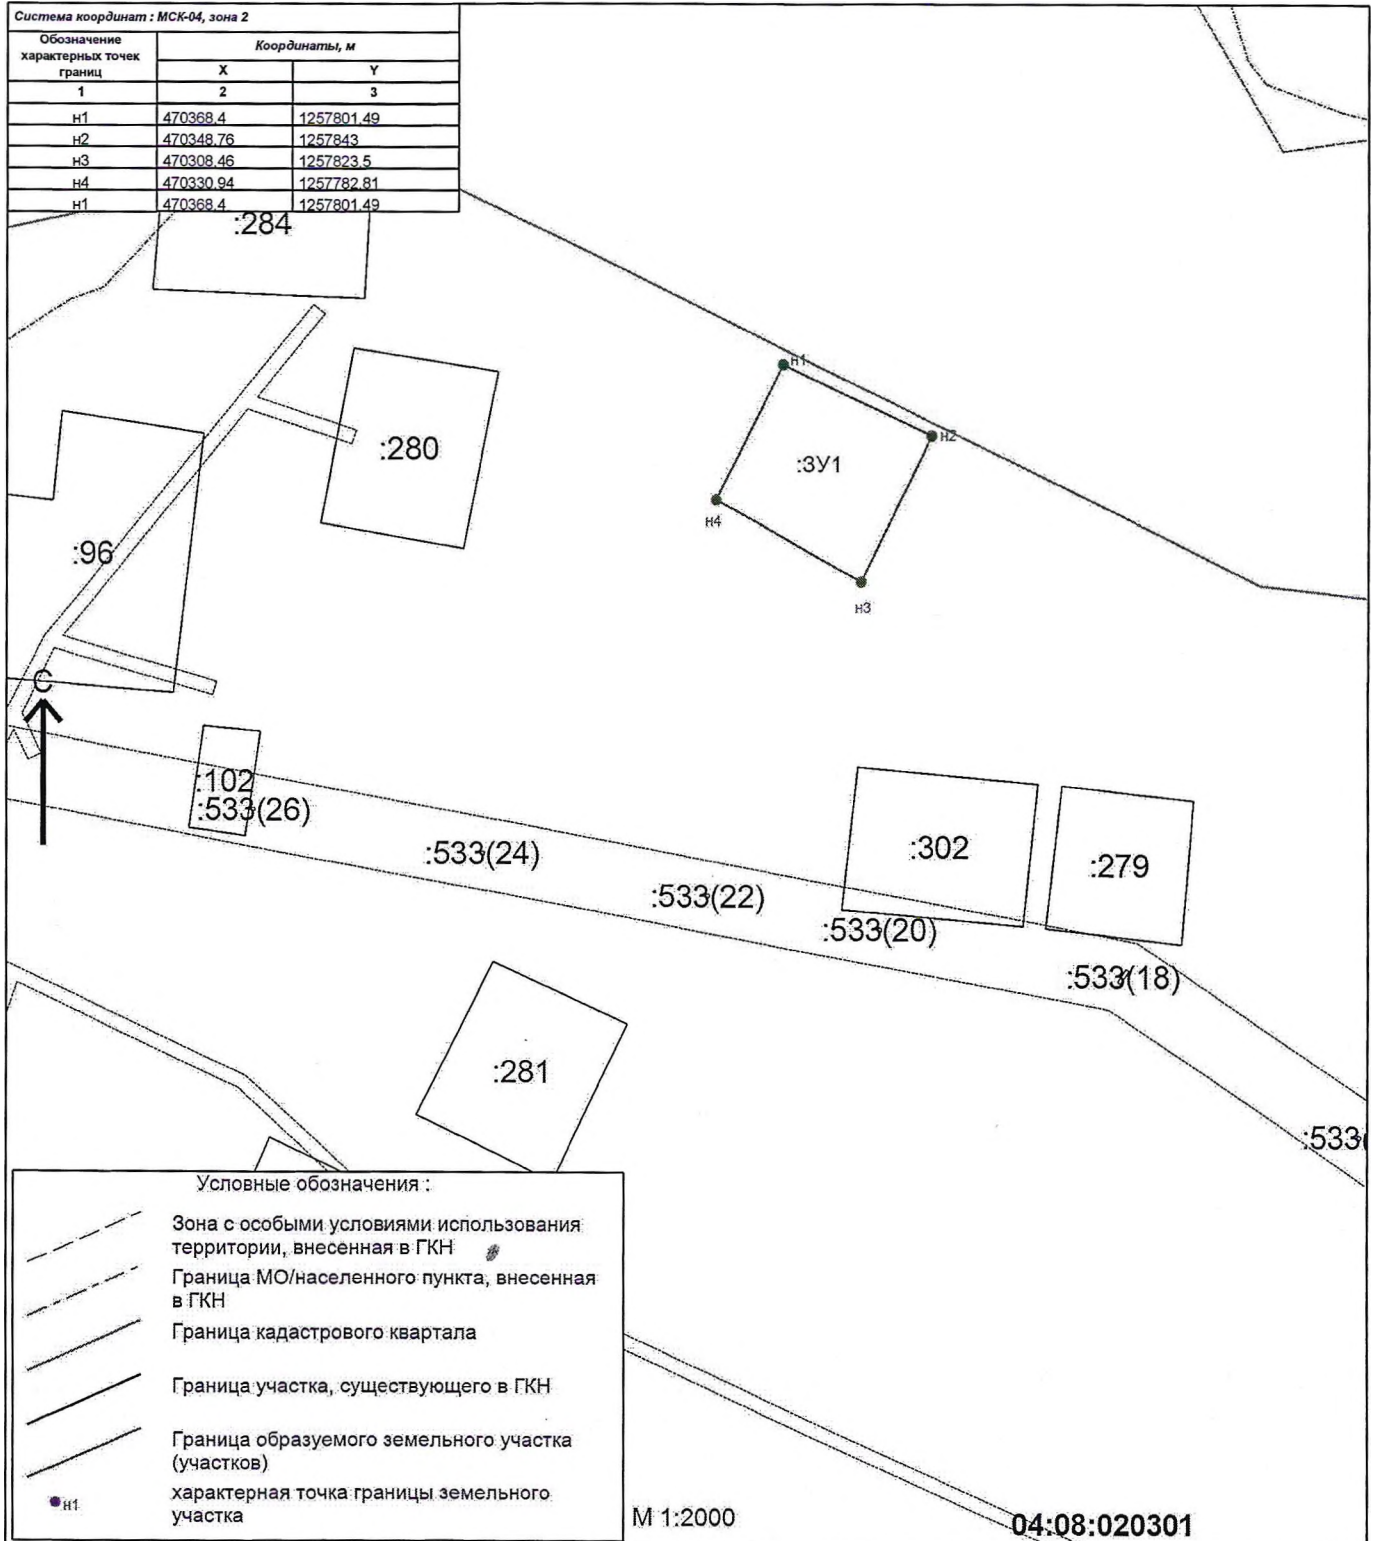 Система координат : МСК-04, зона 2
Обозначение характерных точек границ
Координаты, м
X Y
1 2 3
н1 470368,4 1257801,49
н2 470348,76 1257843
н3 470308,46 1257823,5
н4 470330,94 1257782,81
н1 470368,4 1257801,49
:284
н1
:280
н2
:ЗУ1
н4
:96
н3
С
:102
:533(26)
:533(24)
:302
:279
:533(22)
:533(20)
:533(18)
:281
:533(
Условные обозначения :
Зона с особыми условиями использования
территории, внесенная в ГКН
Граница МО/населенного пункта, внесенная
в ГКН
Граница кадастрового квартала
Граница участка, существующего в ГКН
Граница образуемого земельного участка
(участков)
н1
характерная точка границы земельного
участка
М 1:2000
04:08:020301